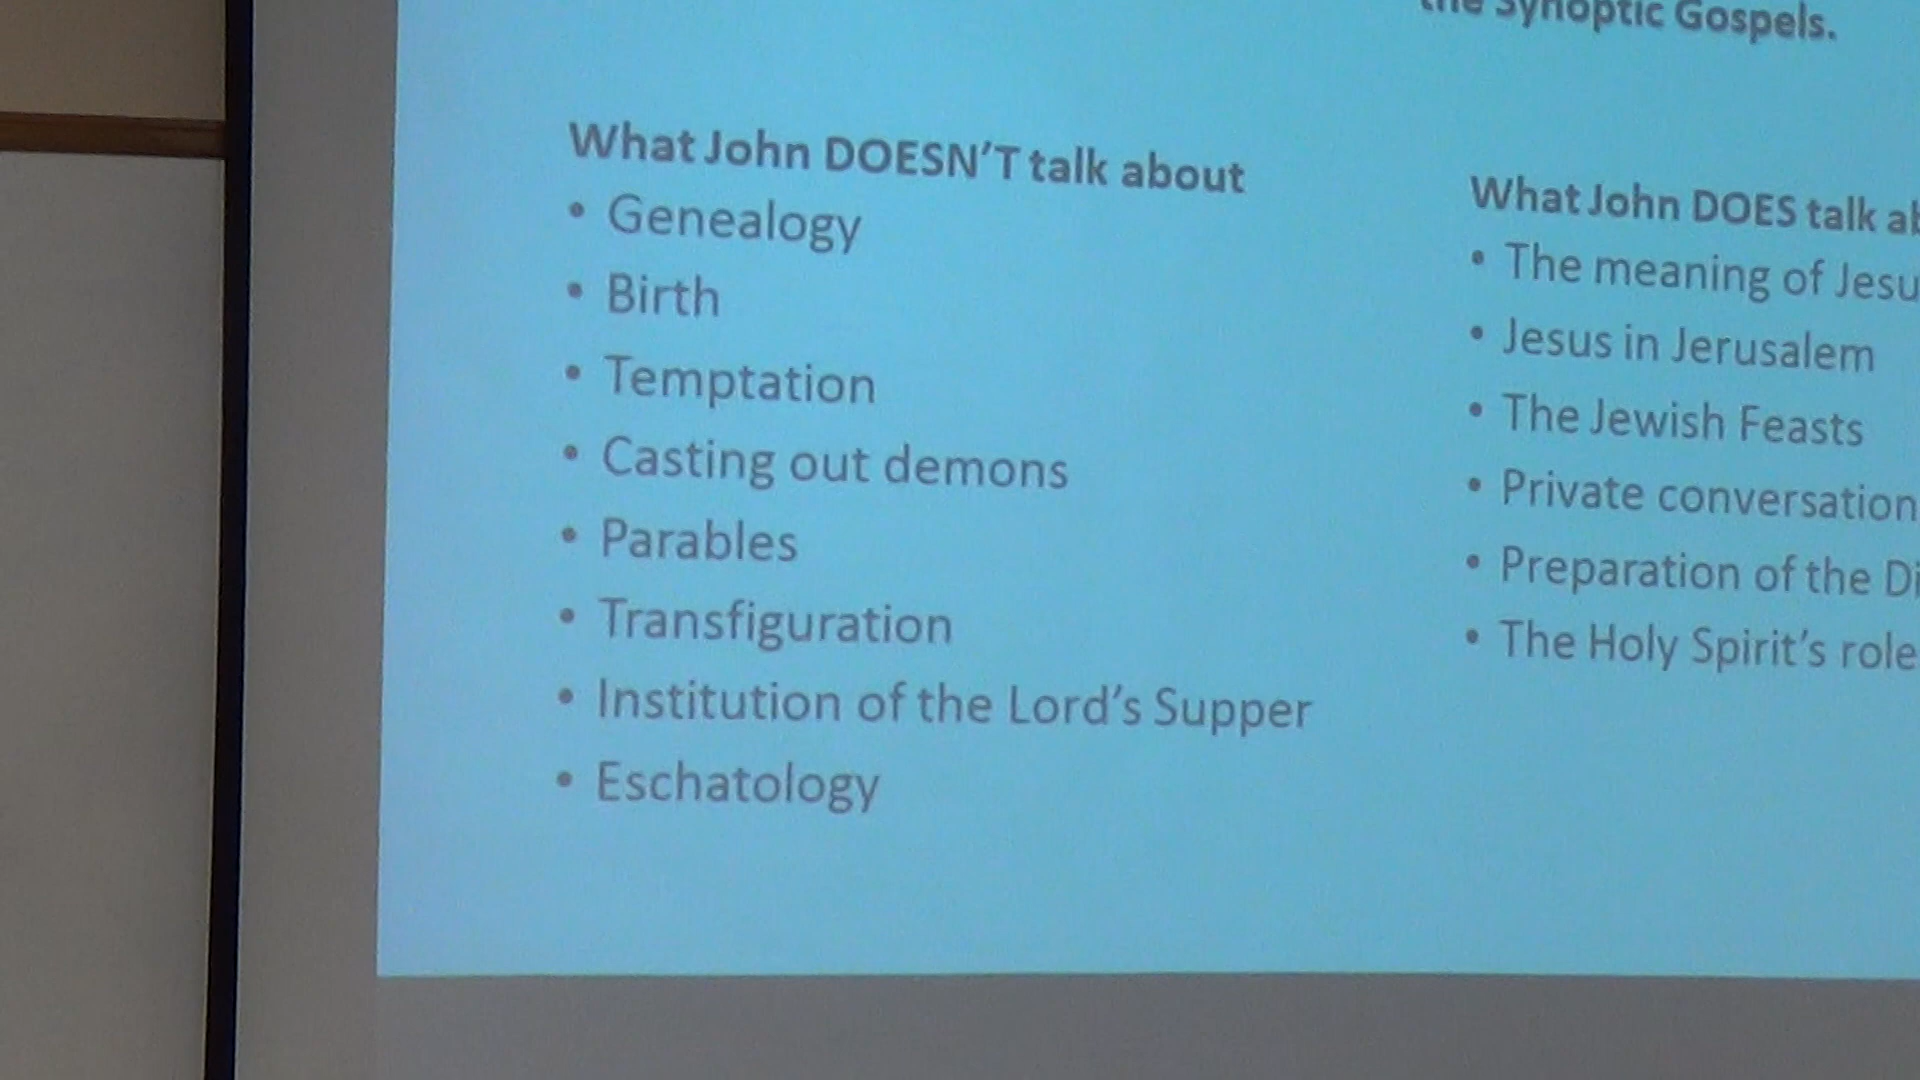 the Synoptic Gospels.
What John DOESN'T talk about
• Genealogy
• Birth
• Temptation
• Casting out demons
• Parables
• Transfiguration
• Institution of the Lord's Supper
• Eschatology
What John DOES talk
• The meaning of
• Jesus in Jerusalem
• The Jewish Feasts
• Private conversation
• Preparation of the
• The Holy Spirit's role